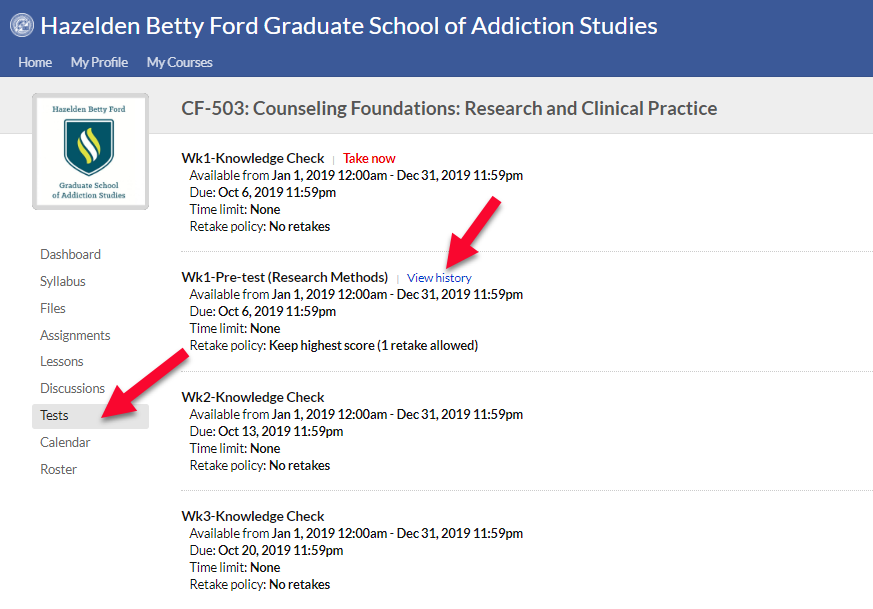 Hazelden Betty Ford Graduate School of Addiction Studies
Home My Profile My Courses
Hazelden Betty Ford
Graduate School
of Addiction Studies
CF-503: Counseling Foundations: Research and Clinical Practice
Dashboard
Syllabus
Files
Assignments
Lessons
Discussions
Tests
Calendar
Roster
Wk1-Knowledge Check | Take now
Available from Jan 1, 2019 12:00am - Dec 31, 2019 11:59pm
Due: Oct 6, 2019 11:59pm
Time limit: None
Retake policy: No retakes
Wk1-Pre-test (Research Methods) | View history
Available from Jan 1, 2019 12:00am - Dec 31, 2019 11:59pm
Due: Oct 6, 2019 11:59pm
Time limit: None
Retake policy: Keep highest score (1 retake allowed)
Wk2-Knowledge Check
Available from Jan 1, 2019 12:00am - Dec 31, 2019 11:59pm
Due: Oct 13, 2019 11:59pm
Time limit: None
Retake policy: No retakes
Wk3-Knowledge Check
Available from Jan 1, 2019 12:00am - Dec 31, 2019 11:59pm
Due: Oct 20, 2019 11:59pm
Time limit: None
Retake policy: No retakes